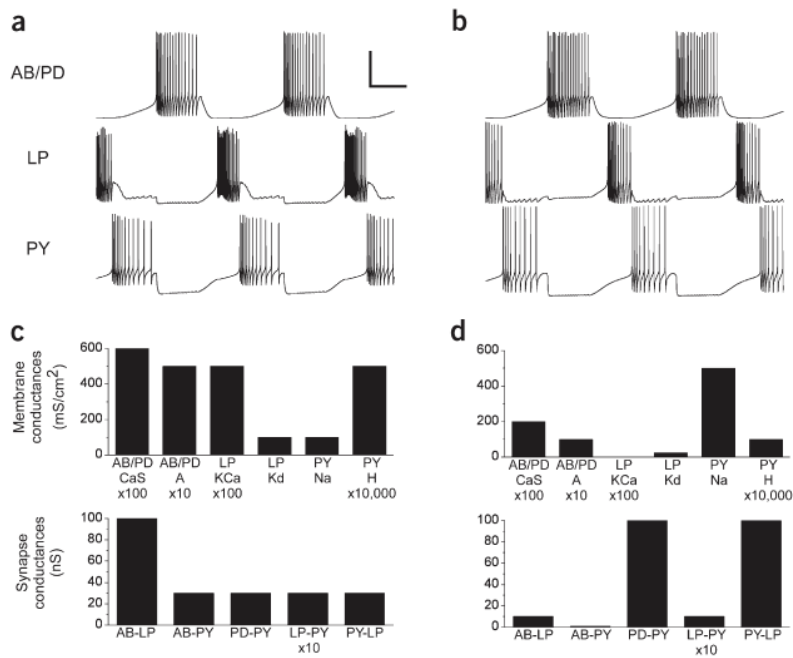 a
b
AB/PD
LP
PY
c
d
Membrane
conductances
(mS/cm²)
600
400
200
0
AB/PD AB/PD LP LP PY PY
CaS A KCa Kd Na H
x100 x10 x100 x10,000
600
400
200
0
AB/PD AB/PD LP LP PY PY
CaS A KCa Kd Na H
x100 x10 x100 x10,000
Synapse
conductances
(nS)
100
80
60
40
20
0
AB-LP AB-PY PD-PY LP-PY PY-LP
x10
100
80
60
40
20
0
AB-LP AB-PY PD-PY LP-PY PY-LP
x10